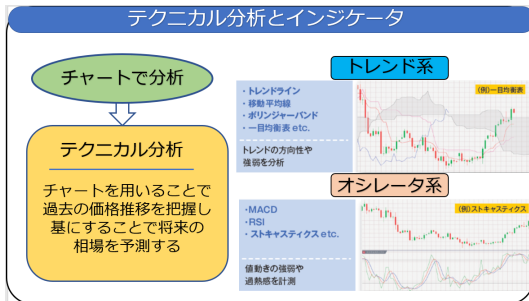 テクニカル分析とインジケータ
チャートで分析
テクニカル分析
チャートを用いることで
過去の価格推移を把握し
基にすることで将来の
相場を予測する
トレンド系
・トレンドライン
・移動平均線
・ボリンジャーバンド
・一目均衡表 etc.
トレンドの方向性や
強弱を分析
(例)一目均衡表
オシレータ系
・MACD
・RSI
・ストキャスティクス etc.
値動きの強弱や
過熱感を計測
(例)ストキャスティクス